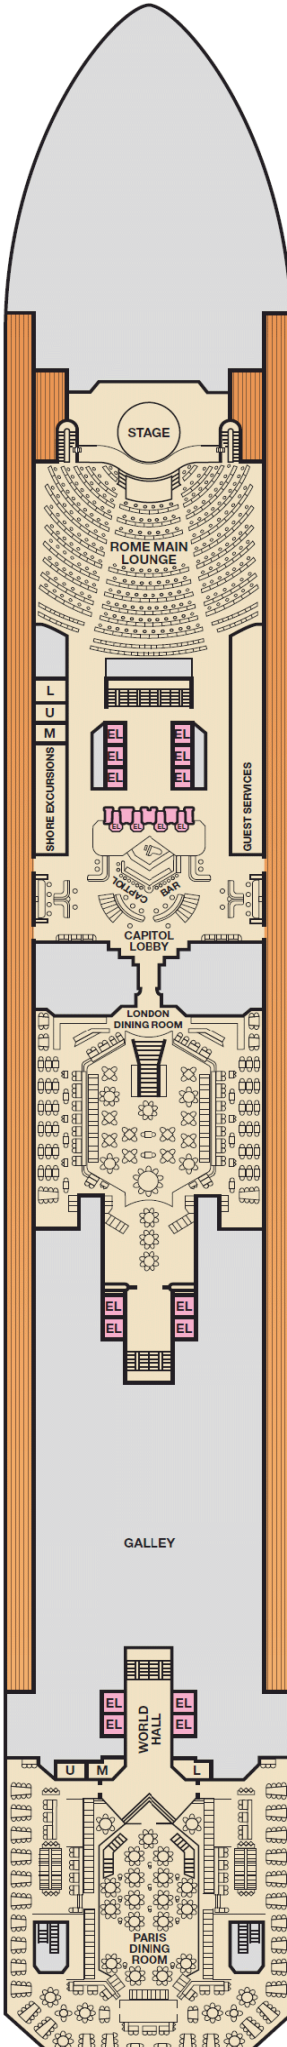 STAGE
ROME MAIN
LOUNGE
L
U
M
SHORE EXCURSIONS
GUEST SERVICES
EL
EL
EL
EL
EL
EL
EL
EL
EL
EL
CAPITOL
BAR
CAPITOL
LOBBY
LONDON
DINING ROOM
EL
EL
EL
EL
GALLEY
WORLD
HALL
EL
EL
EL
EL
U
M
L
PARIS
DINING
ROOM